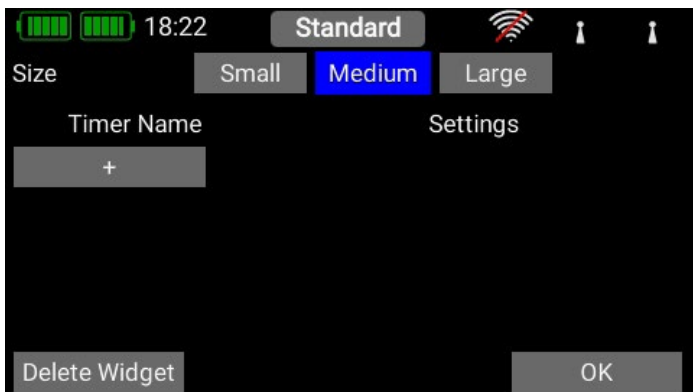 18:22 Standard
Size Small Medium Large
Timer Name Settings
+
Delete Widget OK